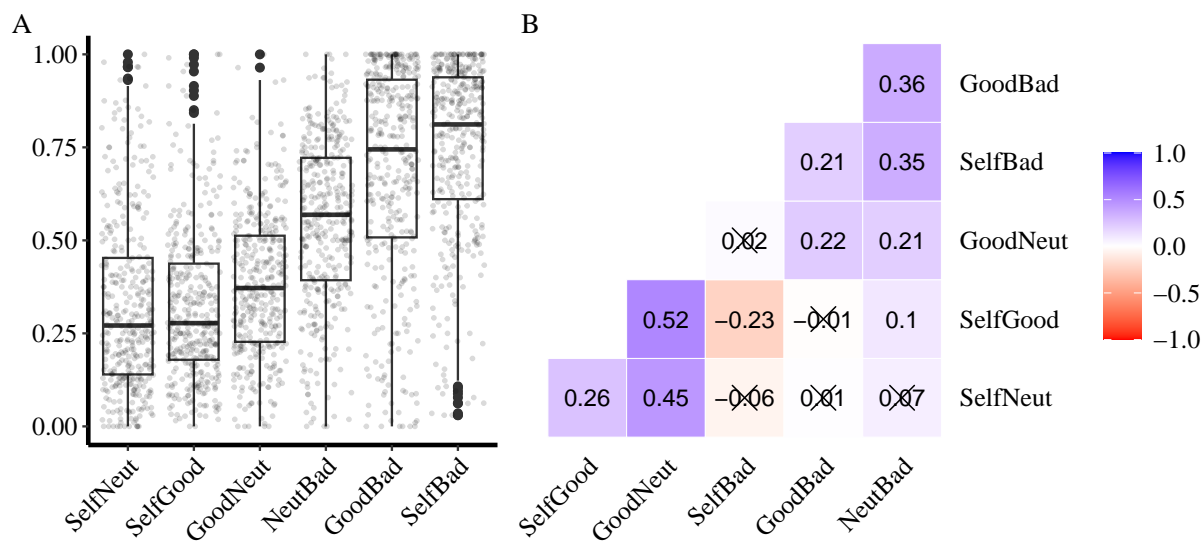 A
1.00
0.75
0.50
0.25
0.00
SelfNeut
SelfGood
GoodNeut
NeutBad
GoodBad
SelfBad
B
0.36 GoodBad
0.21 0.35 SelfBad
0.02 0.22 0.21 GoodNeut
0.52 −0.23 −0.01 0.1 SelfGood
0.26 0.45 −0.06 0.01 0.07 SelfNeut
SelfGood
GoodNeut
SelfBad
GoodBad
NeutBad
1.0
0.5
0.0
−0.5
−1.0